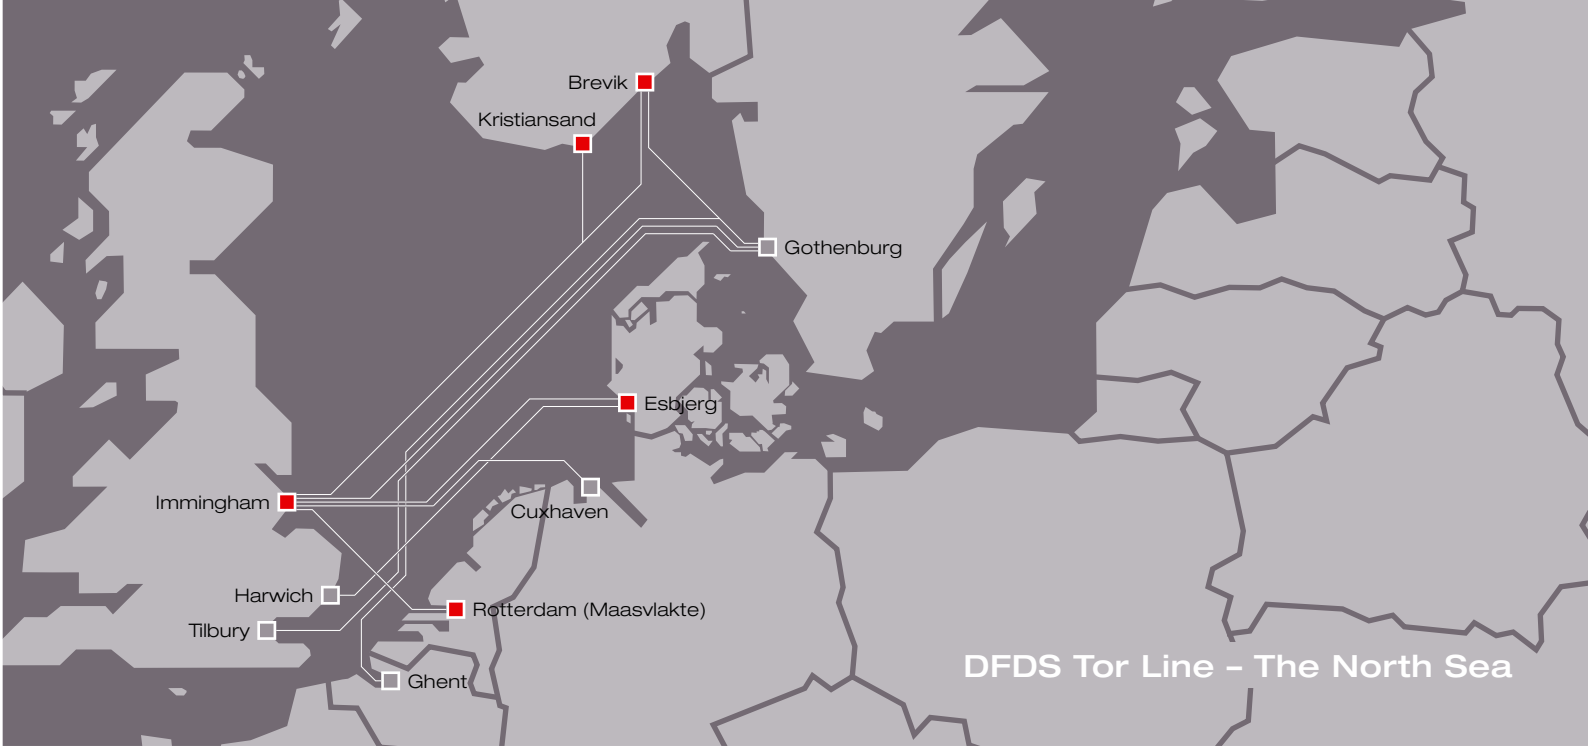 Brevik
Kristiansand
Gothenburg
Esbjerg
Immingham
Cuxhaven
Harwich
Rotterdam (Maasvlakte)
Tilbury
DFDS Tor Line – The North Sea
Ghent